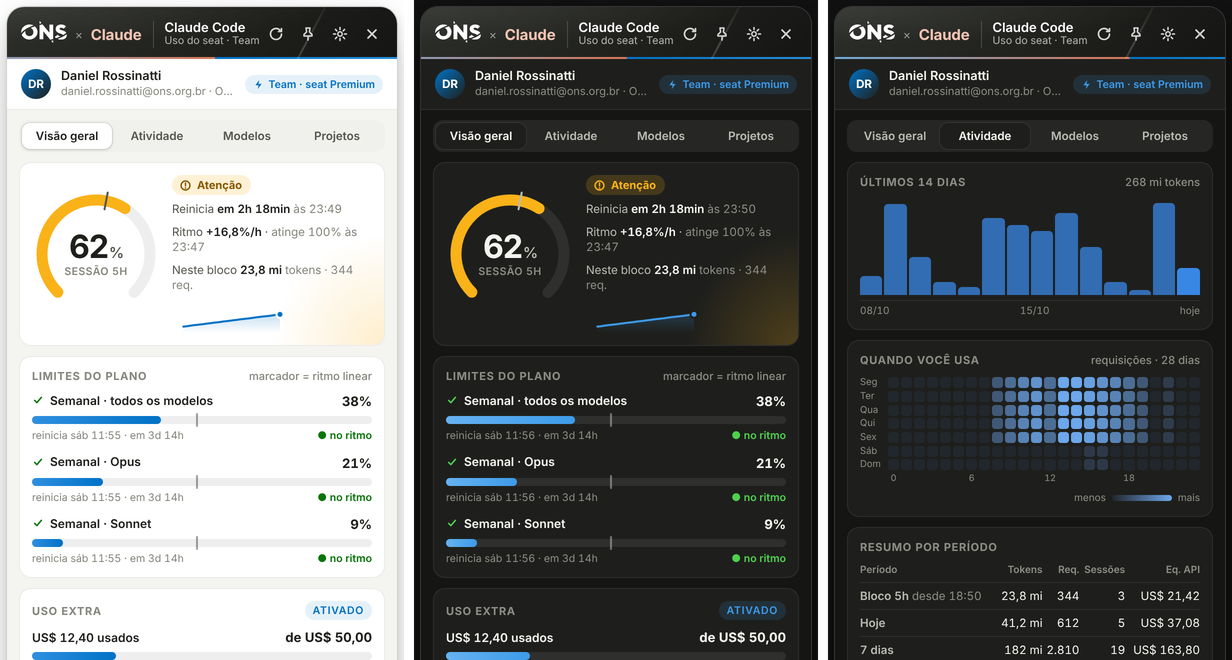 ONS × Claude
Claude Code
Uso do seat · Team
DR
Daniel Rossinatti
daniel.rossinatti@ons.org.br · O...
Team · seat Premium
Visão geral
Atividade
Modelos
Projetos
62%
SESSÃO 5H
Atenção
Reinicia em 2h 18min às 23:49
Ritmo +16,8%/h · atinge 100% às
23:47
Neste bloco 23,8 mi tokens · 344
req.
LIMITES DO PLANO
marcador = ritmo linear
Semanal · todos os modelos
38%
reinicia sáb 11:55 · em 3d 14h
no ritmo
Semanal · Opus
21%
reinicia sáb 11:55 · em 3d 14h
no ritmo
Semanal · Sonnet
9%
reinicia sáb 11:55 · em 3d 14h
no ritmo
USO EXTRA
ATIVADO
US$ 12,40 usados
de US$ 50,00
ONS × Claude
Claude Code
Uso do seat · Team
DR
Daniel Rossinatti
daniel.rossinatti@ons.org.br · O...
Team · seat Premium
Visão geral
Atividade
Modelos
Projetos
62%
SESSÃO 5H
Atenção
Reinicia em 2h 18min às 23:50
Ritmo +16,8%/h · atinge 100% às
23:47
Neste bloco 23,8 mi tokens · 344
req.
LIMITES DO PLANO
marcador = ritmo linear
Semanal · todos os modelos
38%
reinicia sáb 11:56 · em 3d 14h
no ritmo
Semanal · Opus
21%
reinicia sáb 11:56 · em 3d 14h
no ritmo
Semanal · Sonnet
9%
reinicia sáb 11:56 · em 3d 14h
no ritmo
USO EXTRA
ATIVADO
US$ 12,40 usados
de US$ 50,00
ONS × Claude
Claude Code
Uso do seat · Team
DR
Daniel Rossinatti
daniel.rossinatti@ons.org.br · O...
Team · seat Premium
Visão geral
Atividade
Modelos
Projetos
ÚLTIMOS 14 DIAS
268 mi tokens
08/10
15/10
hoje
QUANDO VOCÊ USA
requisições · 28 dias
Seg
Ter
Qua
Qui
Sex
Sáb
Dom
0 6 12 18
menos
mais
RESUMO POR PERÍODO
Período Tokens Req. Sessões Eq. API
Bloco 5h desde 18:50 23,8 mi 344 3 US$ 21,42
Hoje 41,2 mi 612 5 US$ 37,08
7 dias 182 mi 2.810 19 US$ 163,80